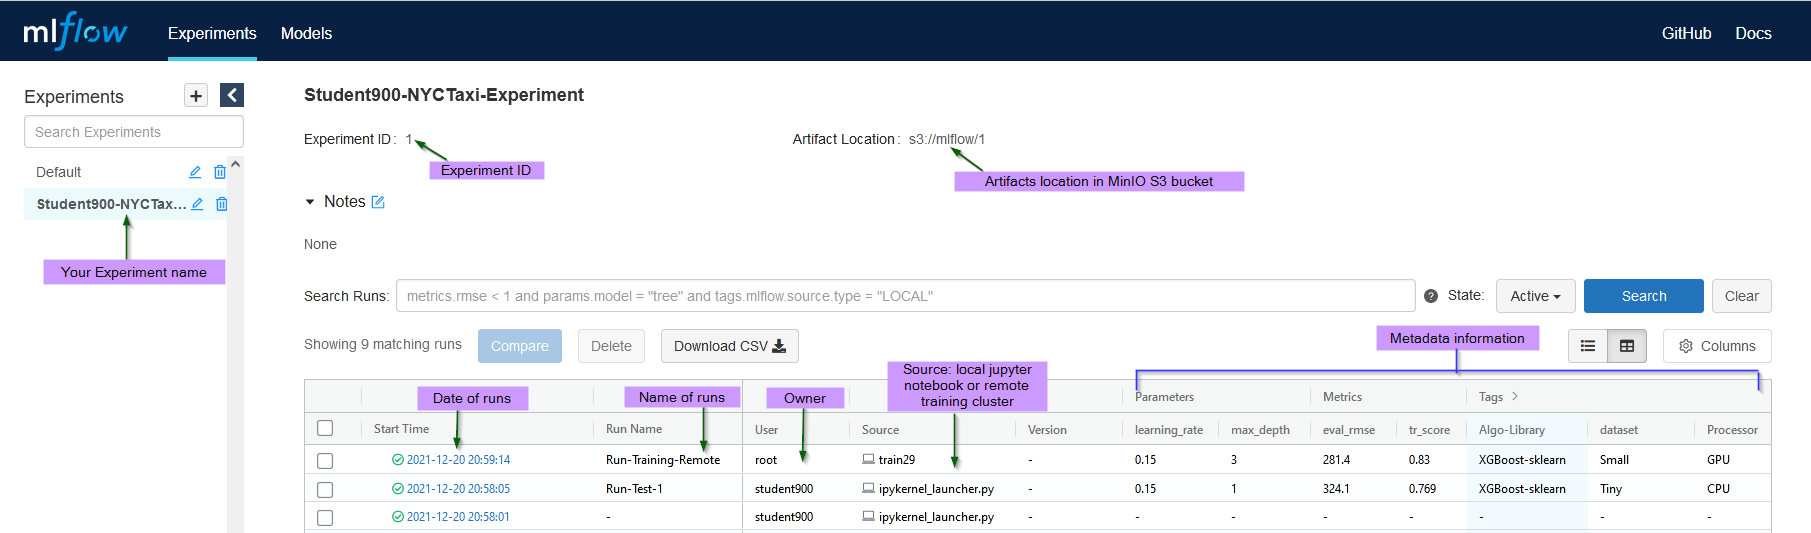 mlflow Experiments Models GitHub Docs
Experiments +
Search Experiments
Default
Student900-NYCTax...
Your Experiment name
Student900-NYCTaxi-Experiment
Experiment ID: 1 Artifact Location: s3://mlflow/1
Experiment ID Artifacts location in MinIO S3 bucket
Notes
None
Search Runs: metrics.rmse < 1 and params.model = "tree" and tags.mlflow.source.type = "LOCAL" ? State: Active Search Clear
Showing 9 matching runs Compare Delete Download CSV Metadata information Columns
Source: local jupyter
notebook or remote
training cluster
Date of runs Name of runs Owner Parameters Metrics Tags >
Start Time Run Name User Source Version learning_rate max_depth eval_rmse tr_score Algo-Library dataset Processor
2021-12-20 20:59:14 Run-Training-Remote root train29 - 0.15 3 281.4 0.83 XGBoost-sklearn Small GPU
2021-12-20 20:58:05 Run-Test-1 student900 ipykernel_launcher.py - 0.15 1 324.1 0.769 XGBoost-sklearn Tiny CPU
2021-12-20 20:58:01 - student900 ipykernel_launcher.py - - - - - - - -